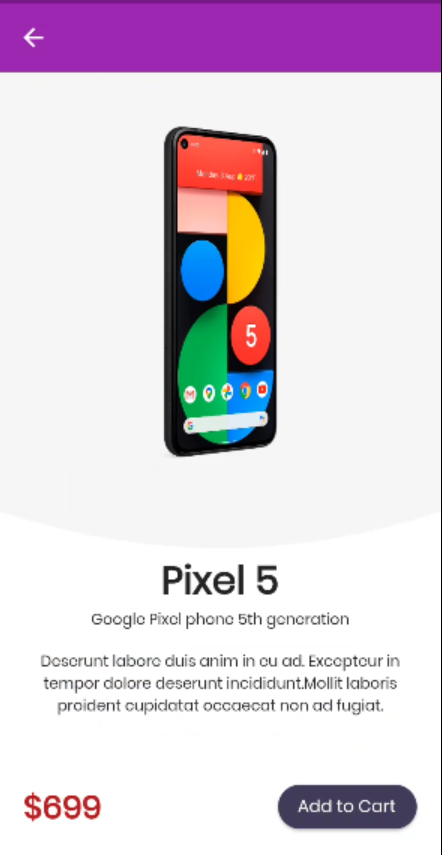 5
Pixel 5
Google Pixel phone 5th generation
Deserunt labore duis anim in eu ad. Excepteur in
tempor dolore deserunt incididunt.Mollit laboris
proident cupidatat occaecat non ad fugiat.
$699
Add to Cart